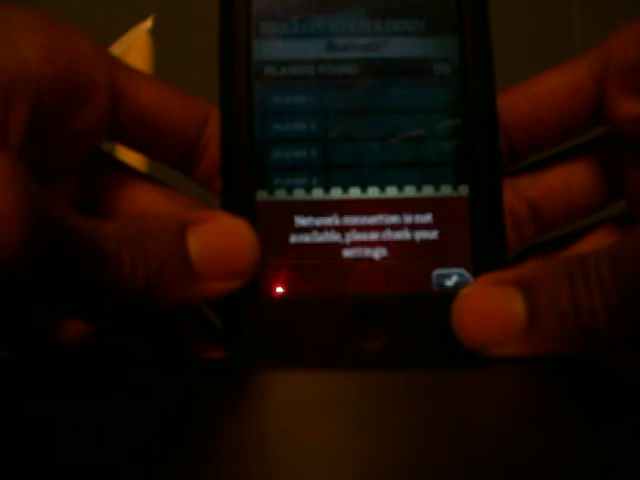 PLAYERS FOUND
PLAYER 1
PLAYER 2
PLAYER 3
PLAYER 4
Network connection is not
available, please check your
settings.